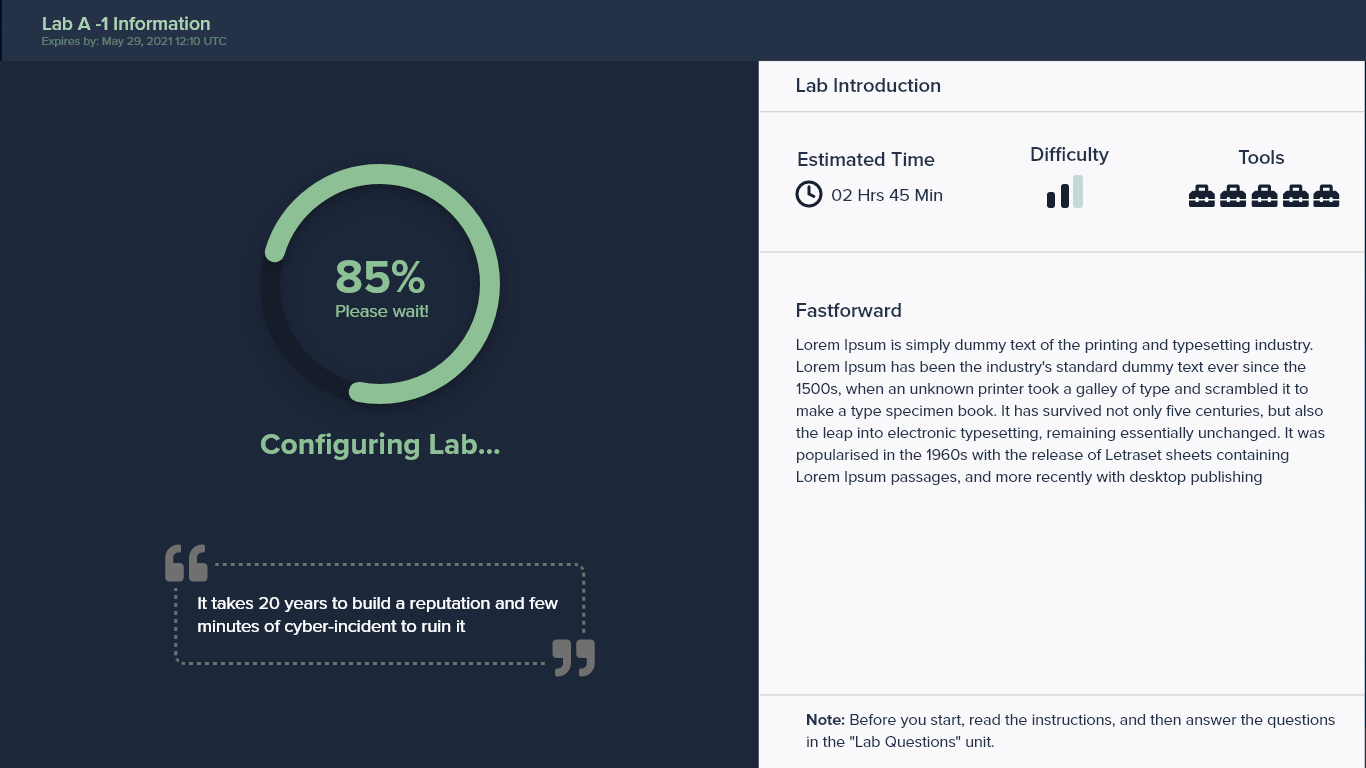 Lab A -1 Information
Expires by: May 29, 2021 12:10 UTC
85%
Please wait!
Configuring Lab...
It takes 20 years to build a reputation and few
minutes of cyber-incident to ruin it
Lab Introduction
Estimated Time
02 Hrs 45 Min
Difficulty
Tools
Fastforward
Lorem Ipsum is simply dummy text of the printing and typesetting industry.
Lorem Ipsum has been the industry's standard dummy text ever since the
1500s, when an unknown printer took a galley of type and scrambled it to
make a type specimen book. It has survived not only five centuries, but also
the leap into electronic typesetting, remaining essentially unchanged. It was
popularised in the 1960s with the release of Letraset sheets containing
Lorem Ipsum passages, and more recently with desktop publishing
Note: Before you start, read the instructions, and then answer the questions
in the "Lab Questions" unit.